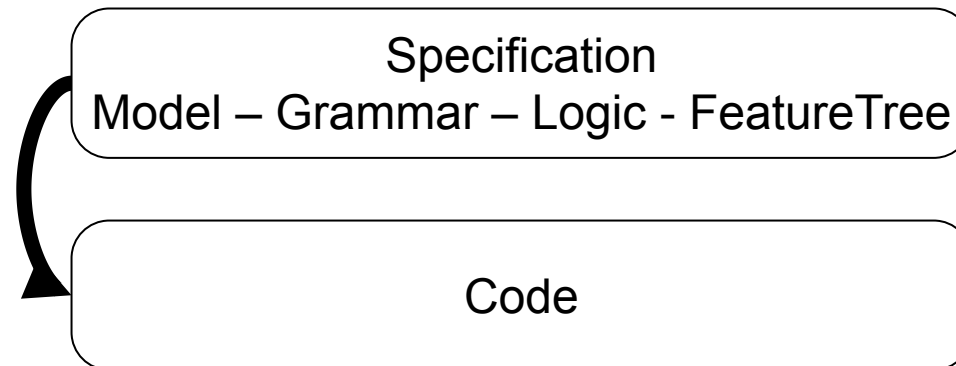 Specification
Model – Grammar – Logic - FeatureTree
Code